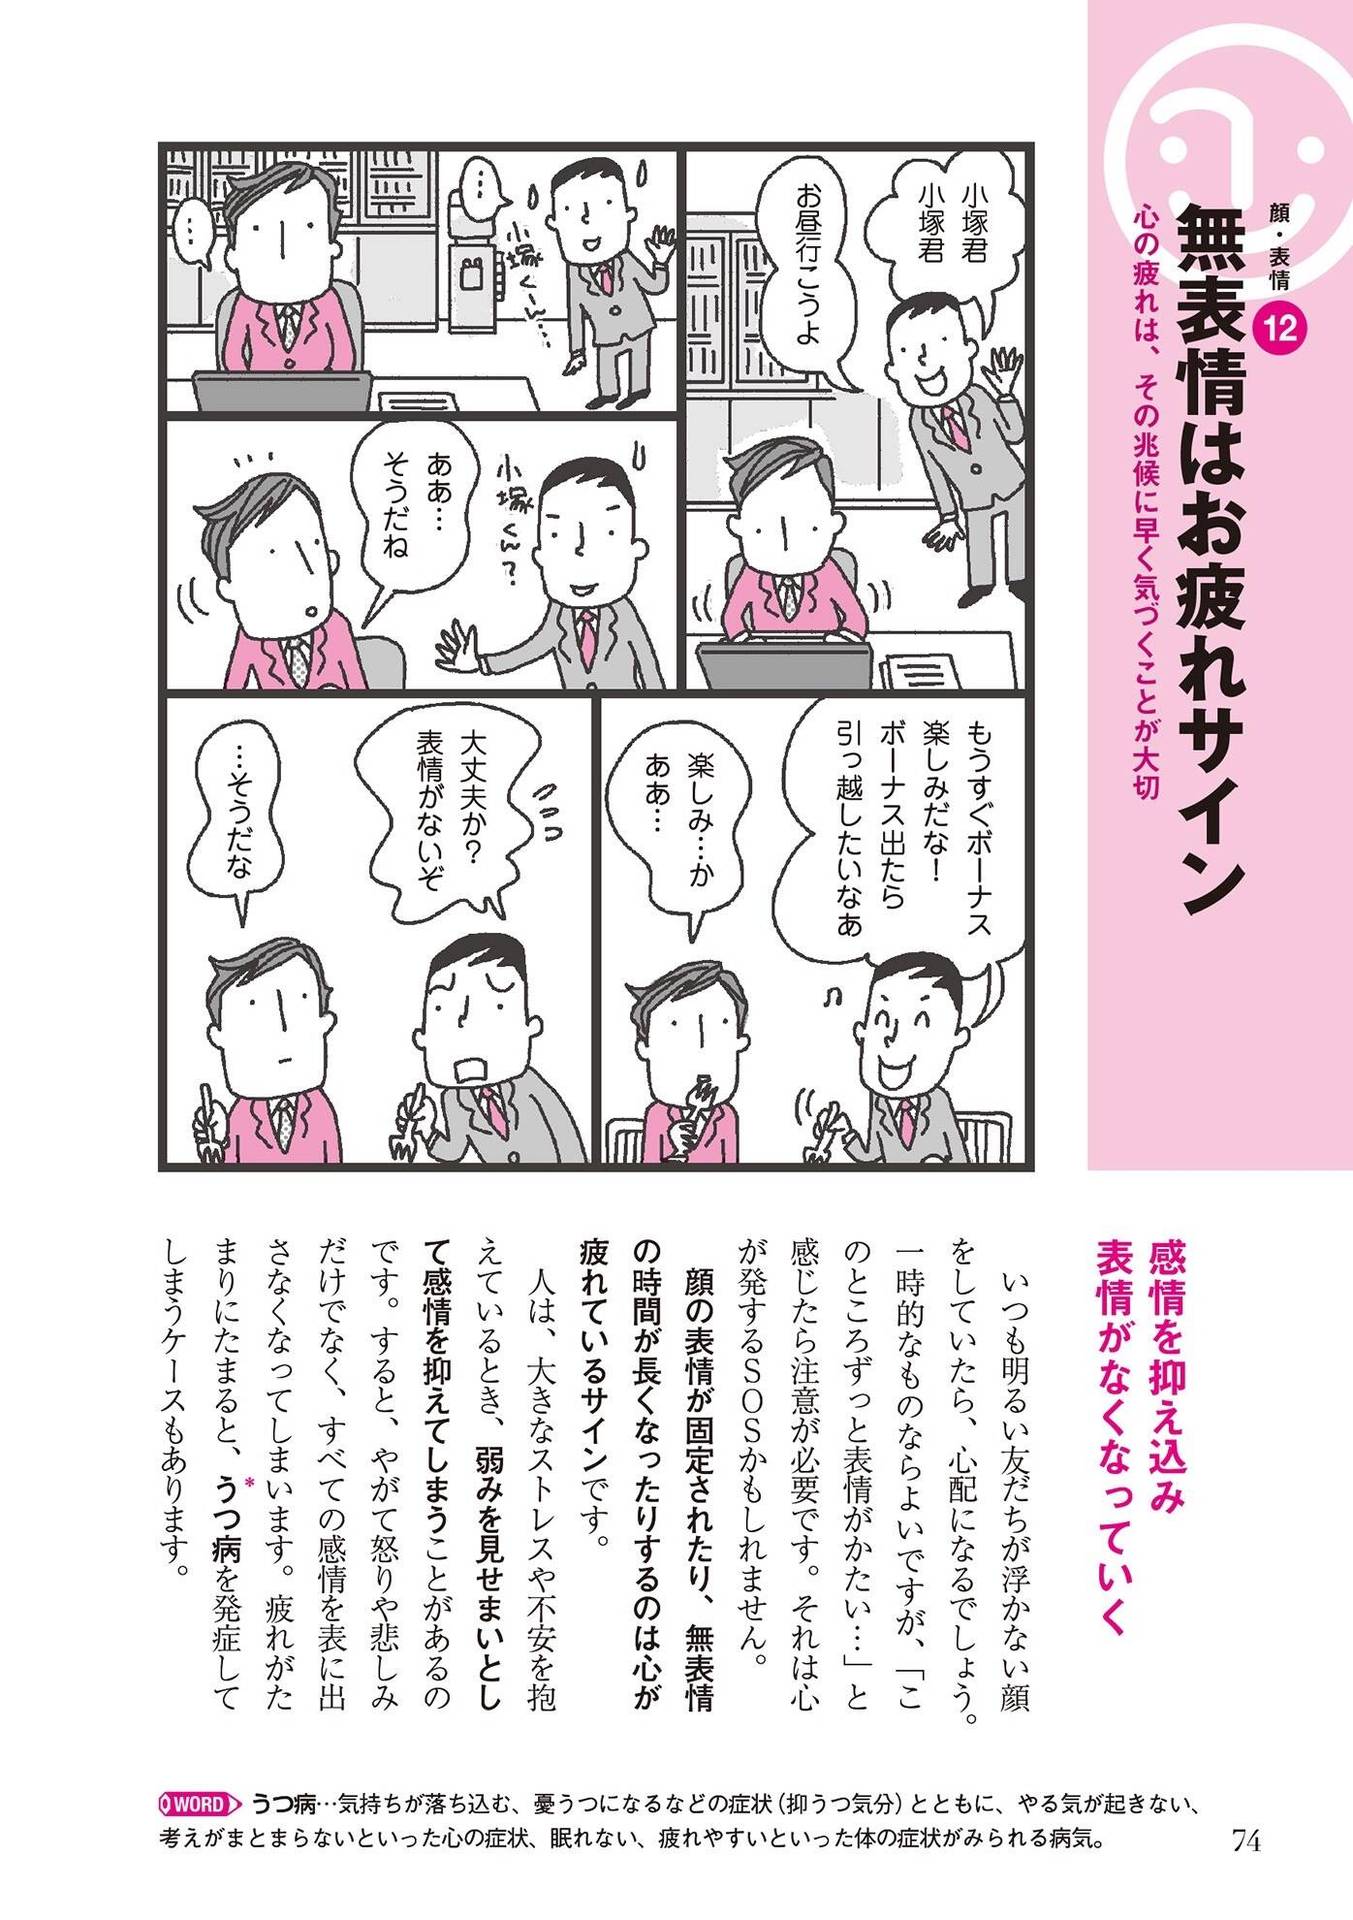 顔・表情
12
無表情はお疲れサイン
心の疲れは、その兆候に早く気づくことが大切
小塚君
小塚君
お昼行こうよ
小塚くーん…
…
…
小塚くん?
ああ…
そうだね
もうすぐボーナス
楽しみだな!
ボーナス出たら
引っ越したいなあ
楽しみ…か
ああ…
大丈夫か?
表情がないぞ
…そうだな
感情を抑え込み
表情がなくなっていく
いつも明るい友だちが浮かない顔
をしていたら、心配になるでしょう。
一時的なものならよいですが、「こ
のところずっと表情がかたい…」と
感じたら注意が必要です。それは心
が発するSOSかもしれません。
顔の表情が固定されたり、無表情
の時間が長くなったりするのは心が
疲れているサインです。
人は、大きなストレスや不安を抱
えているとき、弱みを見せまいとし
て感情を抑えてしまうことがあるの
です。すると、やがて怒りや悲しみ
だけでなく、すべての感情を表に出
さなくなってしまいます。疲れがた
まりにたまると、うつ病*を発症して
しまうケースもあります。
WORD うつ病…気持ちが落ち込む、憂うつになるなどの症状(抑うつ気分)とともに、やる気が起きない、
考えがまとまらないといった心の症状、眠れない、疲れやすいといった体の症状がみられる病気。
74